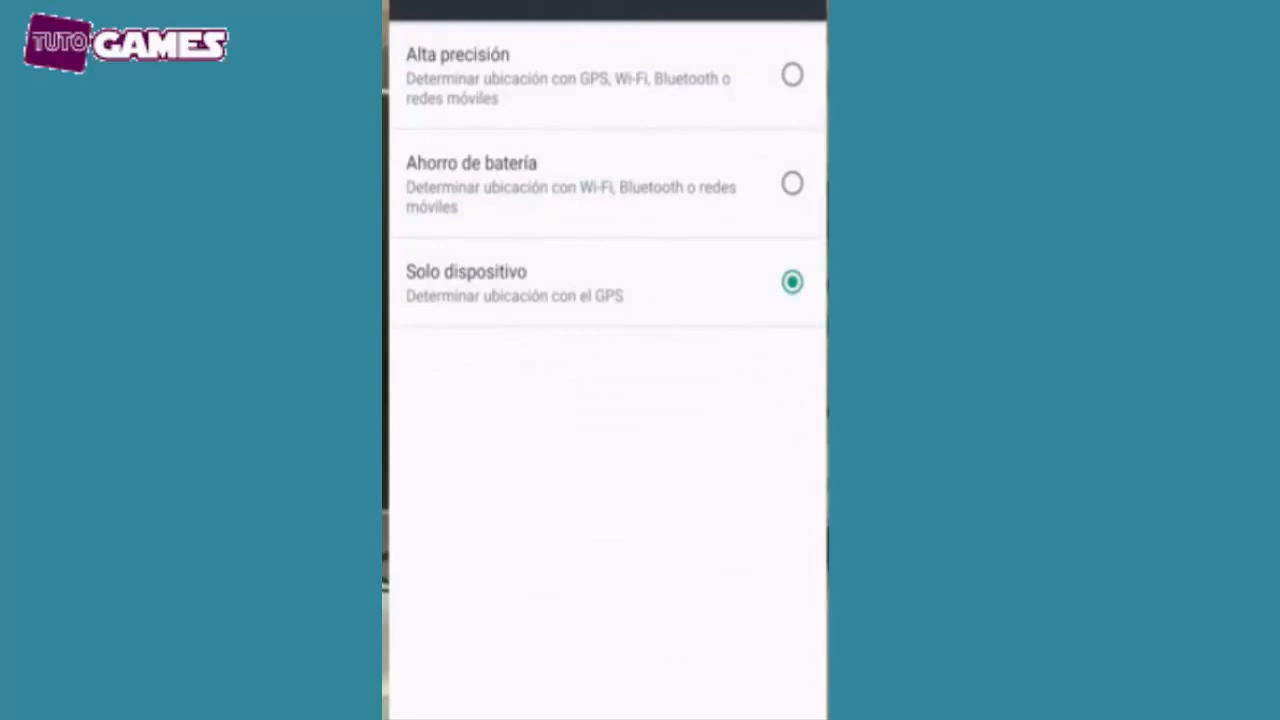 TUTO GAMES
Alta precisión
Determinar ubicación con GPS, Wi-Fi, Bluetooth o
redes móviles
Ahorro de batería
Determinar ubicación con Wi-Fi, Bluetooth o redes
móviles
Solo dispositivo
Determinar ubicación con el GPS